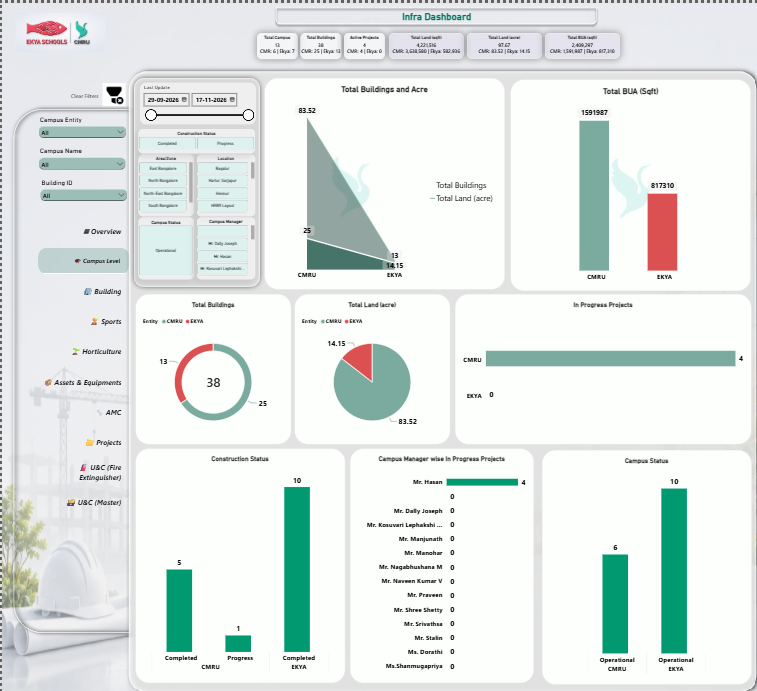 Infra Dashboard
EKYA SCHOOLS
CMRU
Total Campus
13
CMR: 6 | Ekya: 7
Total Buildings
38
CMR: 25 | Ekya: 13
Active Projects
4
CMR: 4 | Ekya: 0
Total Land (sqft)
4,221,516
CMR: 3,638,580 | Ekya: 582,936
Total Land (acre)
97.67
CMR: 83.52 | Ekya: 14.15
Total BUA (Sqft)
2,409,297
CMR: 1,591,987 | Ekya: 817,310
Clear Filters
Campus Entity
All
Campus Name
All
Building ID
All
Overview
Campus Level
Building
Sports
Horticulture
Assets & Equipments
AMC
Projects
U&C (Fire
Extinguisher)
U&C (Master)
Last Update
29-09-2026
17-11-2026
Construction Status
Completed
Progress
Area/Zone
East Bangalore
North Bangalore
North-East Bangalore
South Bangalore
Location
Bagalur
Harlur Sarjapur
Hennur
HRBR Layout
Campus Status
Operational
Campus Manager
Mr. Dally Joseph
Mr. Hasan
Mr. Kosuvari Lephakshi...
Total Buildings and Acre
83.52
25
13
14.15
CMRU
EKYA
Total Buildings
Total Land (acre)
Total BUA (Sqft)
1591987
817310
CMRU
EKYA
Total Buildings
Entity CMRU EKYA
13
38
25
Total Land (acre)
Entity CMRU EKYA
14.15
83.52
In Progress Projects
CMRU 4
EKYA 0
Construction Status
5
1
10
Completed
Progress
Completed
CMRU
EKYA
Campus Manager wise In Progress Projects
Mr. Hasan 4
0
Mr. Dally Joseph 0
Mr. Kosuvari Lephakshi ... 0
Mr. Manjunath 0
Mr. Manohar 0
Mr. Nagabhushana M 0
Mr. Naveen Kumar V 0
Mr. Praveen 0
Mr. Shree Shetty 0
Mr. Srivathsa 0
Mr. Stalin 0
Ms. Dorathi 0
Ms.Shanmugapriya 0
Campus Status
6
10
Operational
CMRU
Operational
EKYA